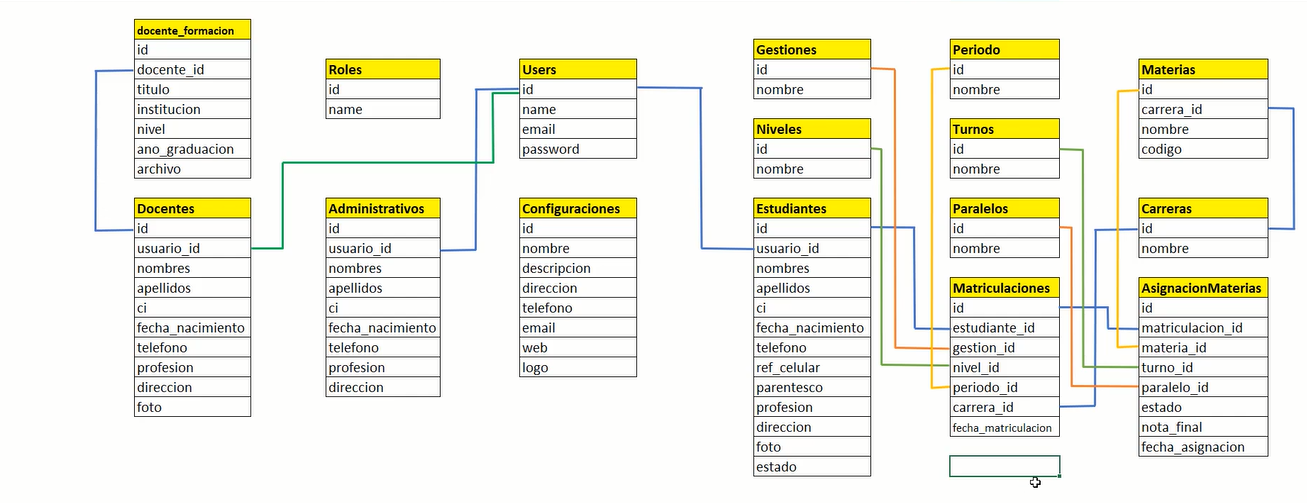 docente_formacion
id
docente_id
titulo
institucion
nivel
ano_graduacion
archivo
Docentes
id
usuario_id
nombres
apellidos
ci
fecha_nacimiento
telefono
profesion
direccion
foto
Roles
id
name
Administrativos
id
usuario_id
nombres
apellidos
ci
fecha_nacimiento
telefono
profesion
direccion
Users
id
name
email
password
Configuraciones
id
nombre
descripcion
direccion
telefono
email
web
logo
Gestiones
id
nombre
Niveles
id
nombre
Estudiantes
id
usuario_id
nombres
apellidos
ci
fecha_nacimiento
telefono
ref_celular
parentesco
profesion
direccion
foto
estado
Periodo
id
nombre
Turnos
id
nombre
Paralelos
id
nombre
Matriculaciones
id
estudiante_id
gestion_id
nivel_id
periodo_id
carrera_id
fecha_matriculacion
Materias
id
carrera_id
nombre
codigo
Carreras
id
nombre
AsignacionMaterias
id
matriculacion_id
materia_id
turno_id
paralelo_id
estado
nota_final
fecha_asignacion